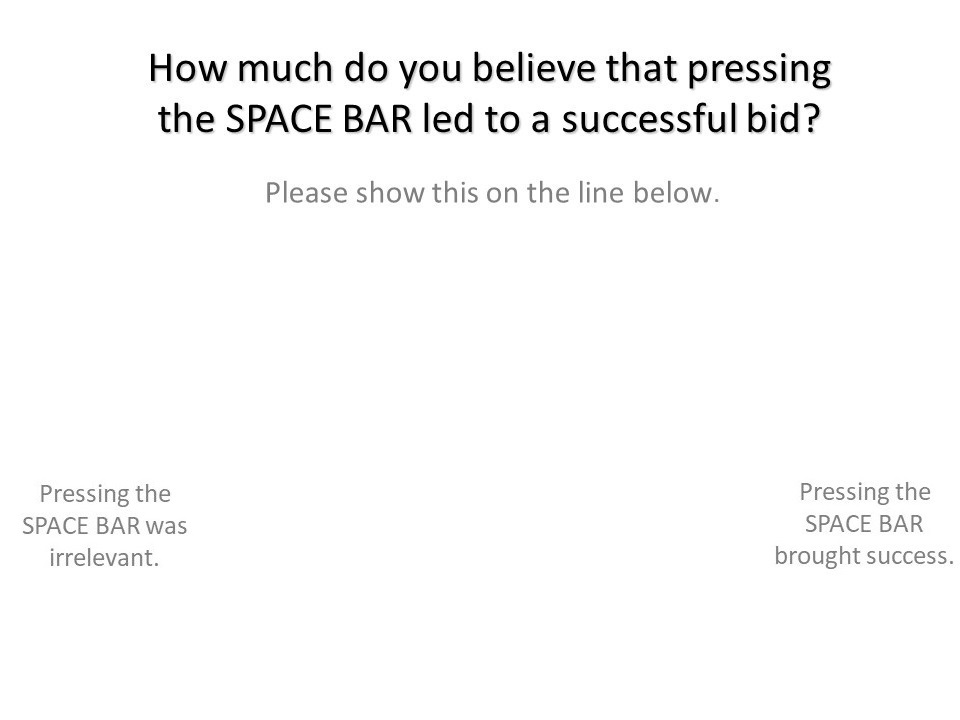 How much do you believe that pressing
the SPACE BAR led to a successful bid?
Please show this on the line below.
Pressing the
SPACE BAR was
irrelevant.
Pressing the
SPACE BAR
brought success.